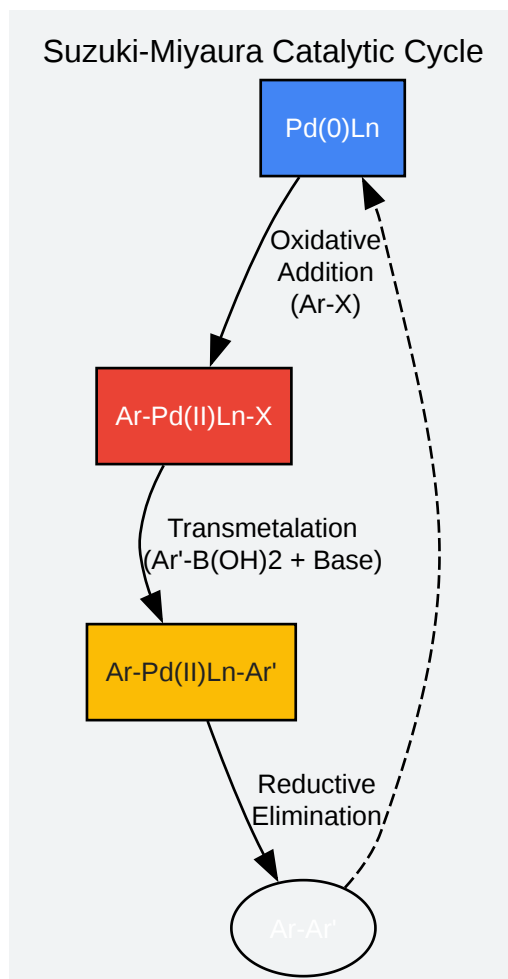 Suzuki-Miyaura Catalytic Cycle
Pd(0)Ln
Oxidative
Addition
(Ar-X)
Ar-Pd(II)Ln-X
Transmetalation
(Ar'-B(OH)2 + Base)
Ar-Pd(II)Ln-Ar'
Reductive
Elimination
Ar-Ar'